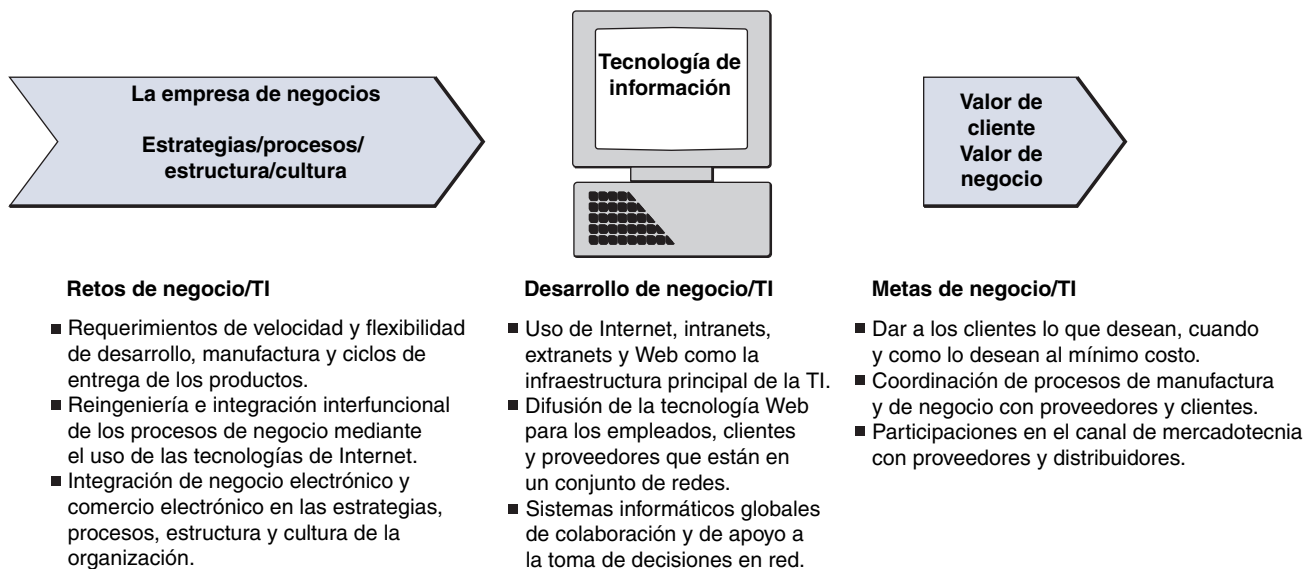 La empresa de negocios
Estrategias/procesos/
estructura/cultura
Tecnología de
información
Valor de
cliente
Valor de
negocio
Retos de negocio/TI
■ Requerimientos de velocidad y flexibilidad
de desarrollo, manufactura y ciclos de
entrega de los productos.
■ Reingeniería e integración interfuncional
de los procesos de negocio mediante
el uso de las tecnologías de Internet.
■ Integración de negocio electrónico y
comercio electrónico en las estrategias,
procesos, estructura y cultura de la
organización.
Desarrollo de negocio/TI
■ Uso de Internet, intranets,
extranets y Web como la
infraestructura principal de la TI.
■ Difusión de la tecnología Web
para los empleados, clientes
y proveedores que están en
un conjunto de redes.
■ Sistemas informáticos globales
de colaboración y de apoyo a
la toma de decisiones en red.
Metas de negocio/TI
■ Dar a los clientes lo que desean, cuando
y como lo desean al mínimo costo.
■ Coordinación de procesos de manufactura
y de negocio con proveedores y clientes.
■ Participaciones en el canal de mercadotecnia
con proveedores y distribuidores.